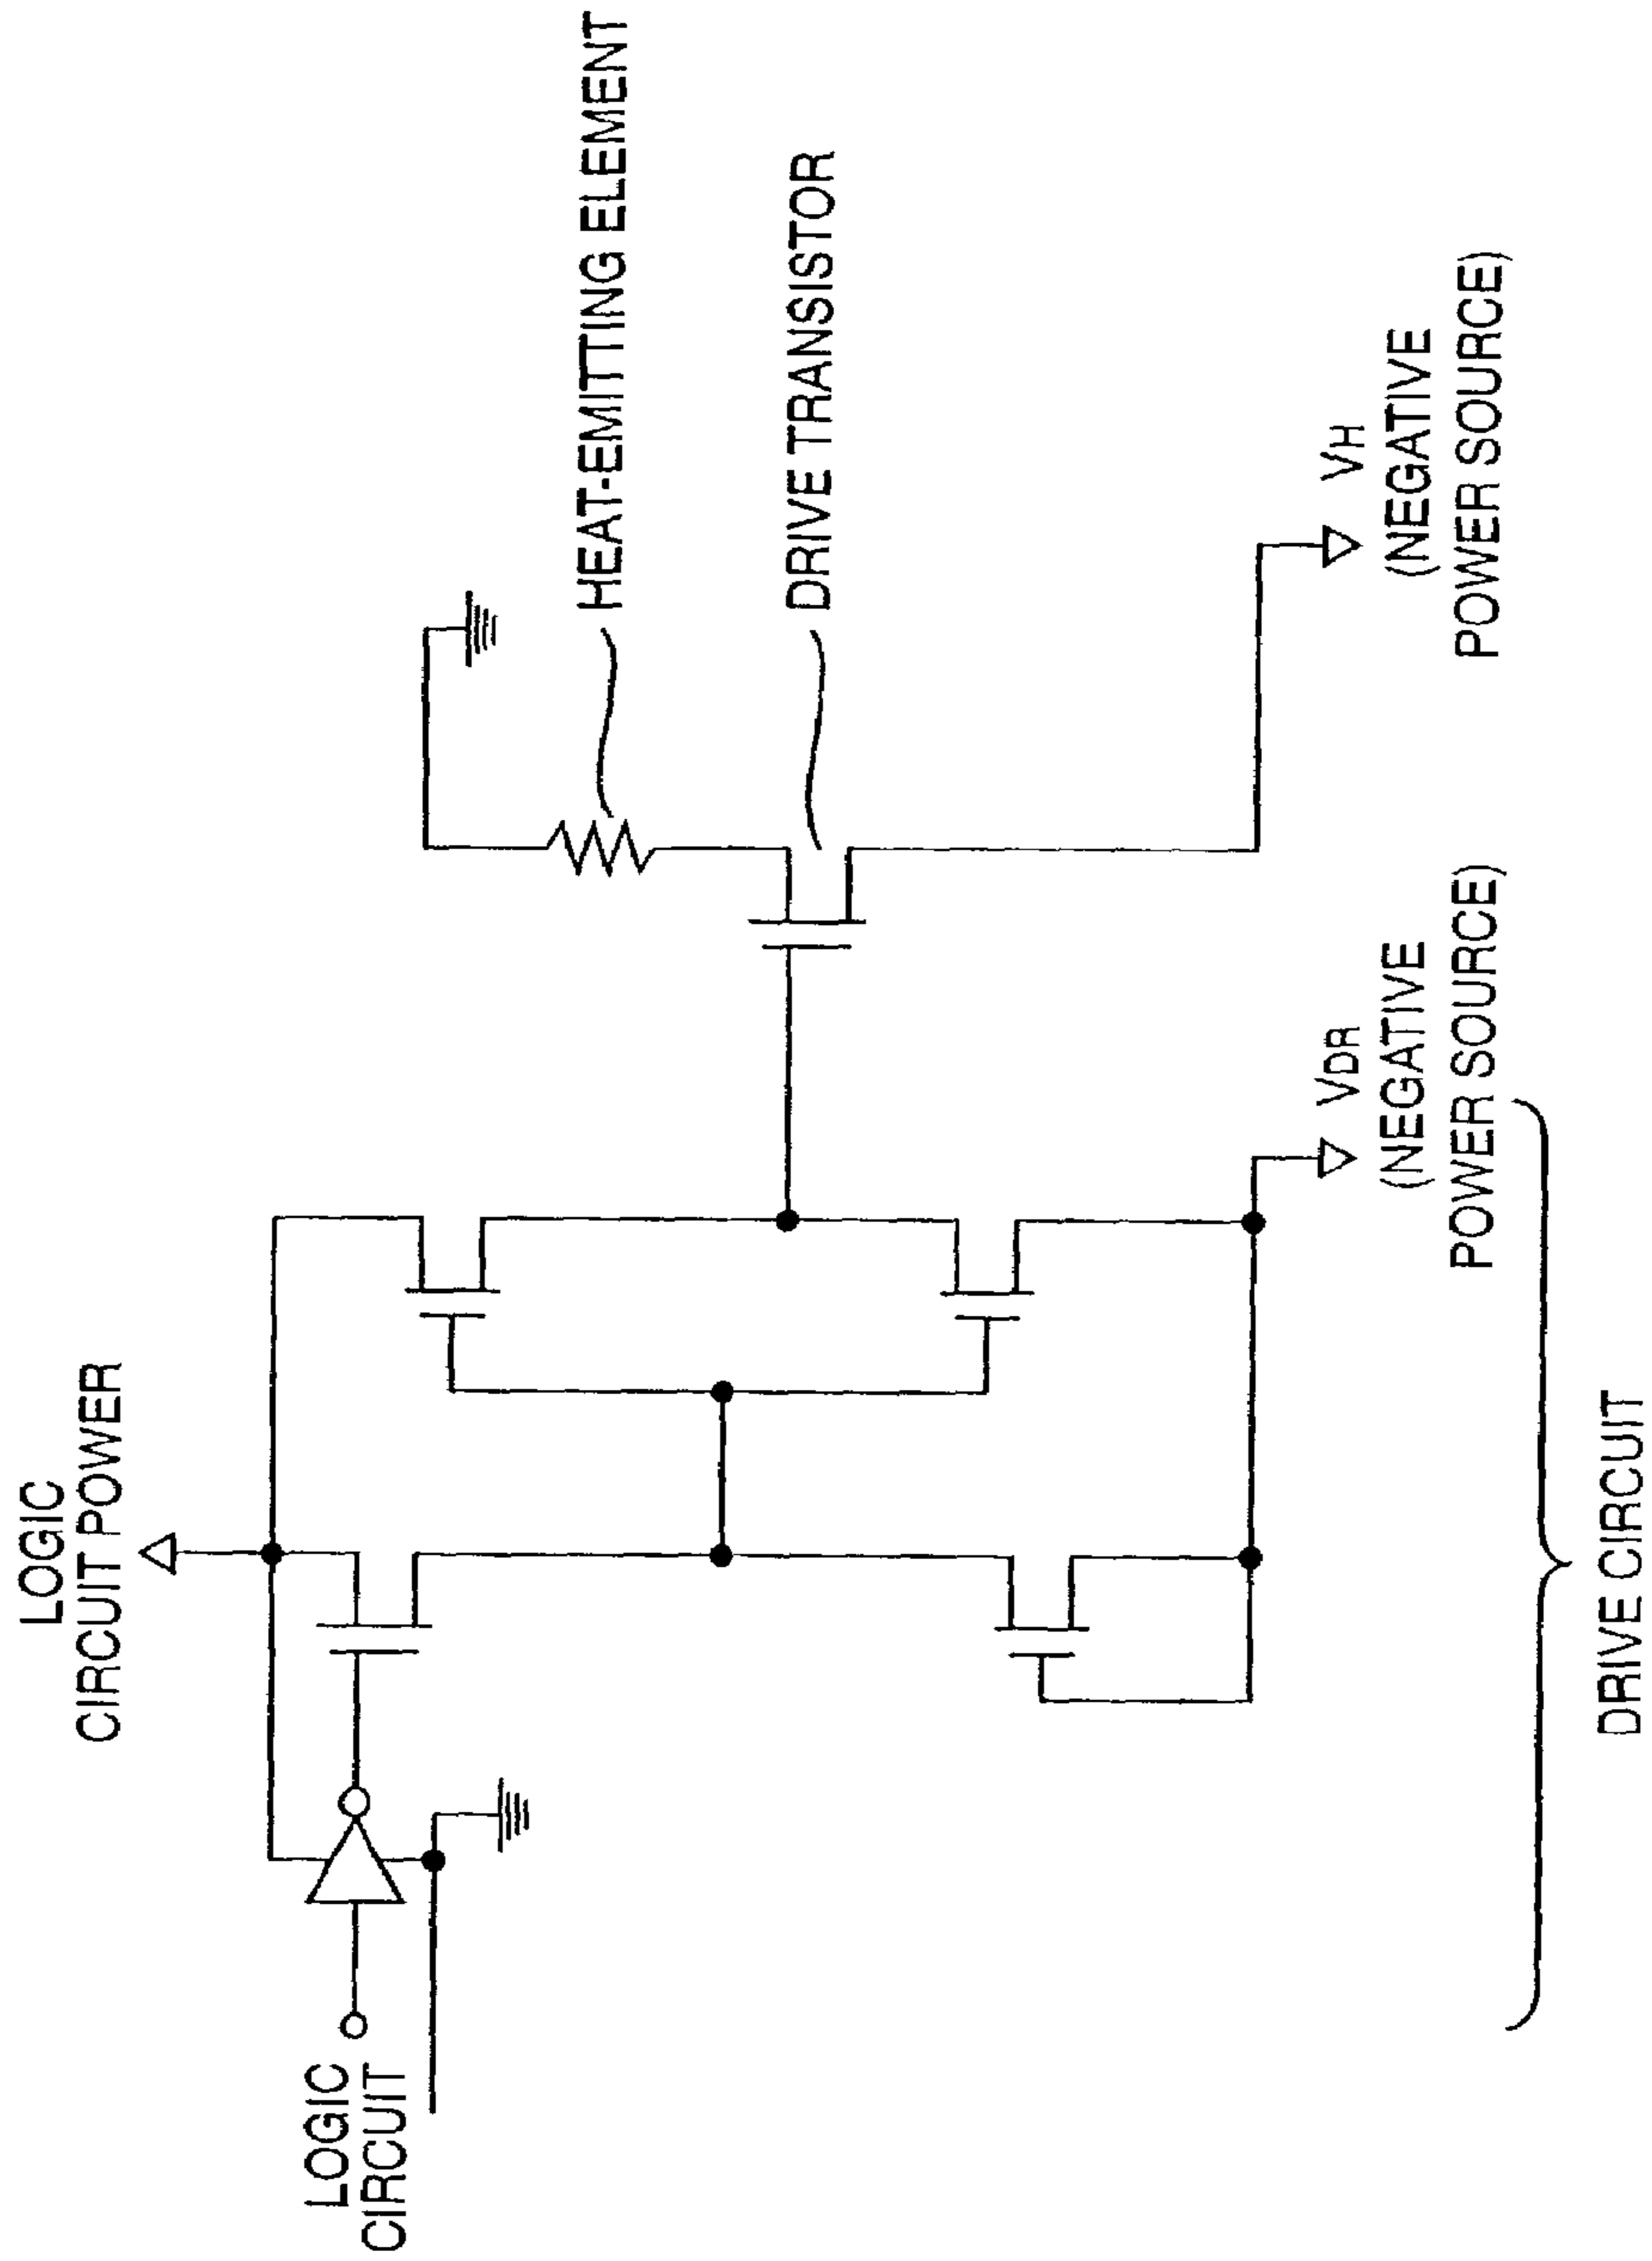 LOGIC
CIRCUIT POWER
LOGIC
CIRCUIT
HEAT-EMITTING ELEMENT
DRIVE TRANSISTOR
VDR
(NEGATIVE
POWER SOURCE)
VH
(NEGATIVE
POWER SOURCE)
DRIVE CIRCUIT